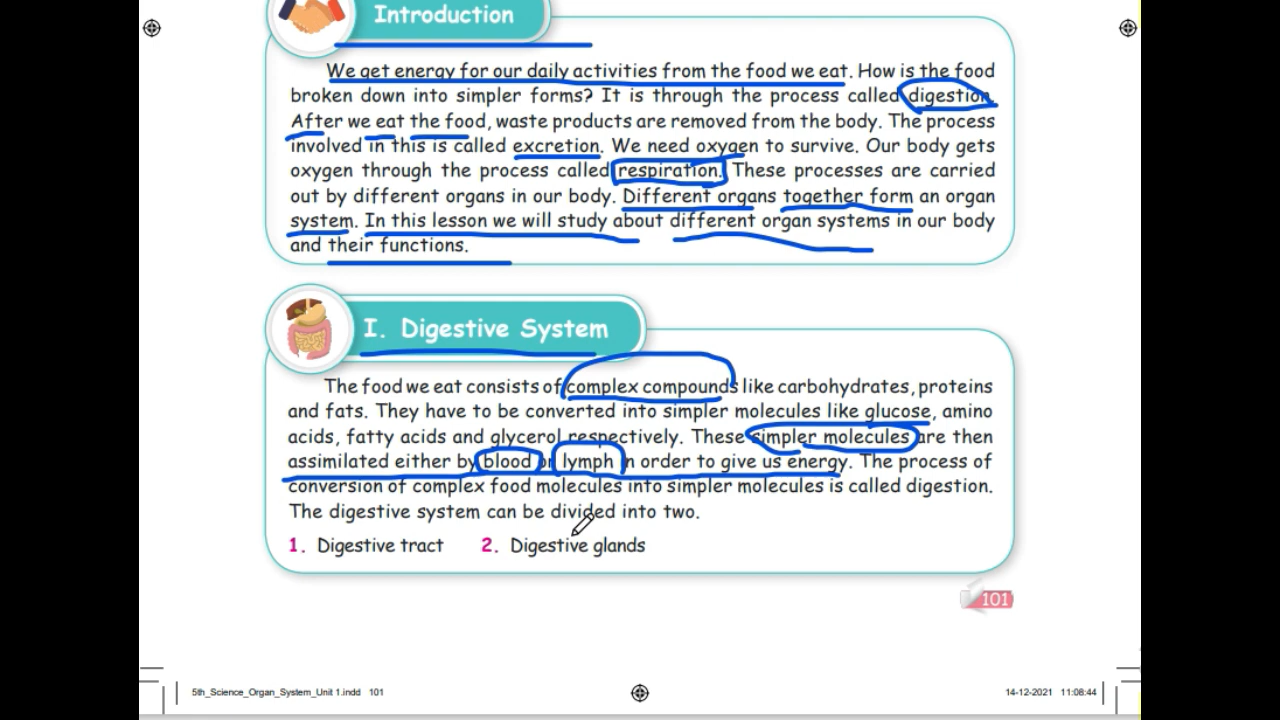 Introduction
We get energy for our daily activities from the food we eat. How is the food
broken down into simpler forms? It is through the process called digestion.
After we eat the food, waste products are removed from the body. The process
involved in this is called excretion. We need oxygen to survive. Our body gets
oxygen through the process called respiration. These processes are carried
out by different organs in our body. Different organs together form an organ
system. In this lesson we will study about different organ systems in our body
and their functions.
I. Digestive System
The food we eat consists of complex compounds like carbohydrates, proteins
and fats. They have to be converted into simpler molecules like glucose, amino
acids, fatty acids and glycerol respectively. These simpler molecules are then
assimilated either by blood or lymph in order to give us energy. The process of
conversion of complex food molecules into simpler molecules is called digestion.
The digestive system can be divided into two.
1. Digestive tract 2. Digestive glands
101
5th_Science_Organ_System_Unit 1.indd 101 14-12-2021 11:08:44